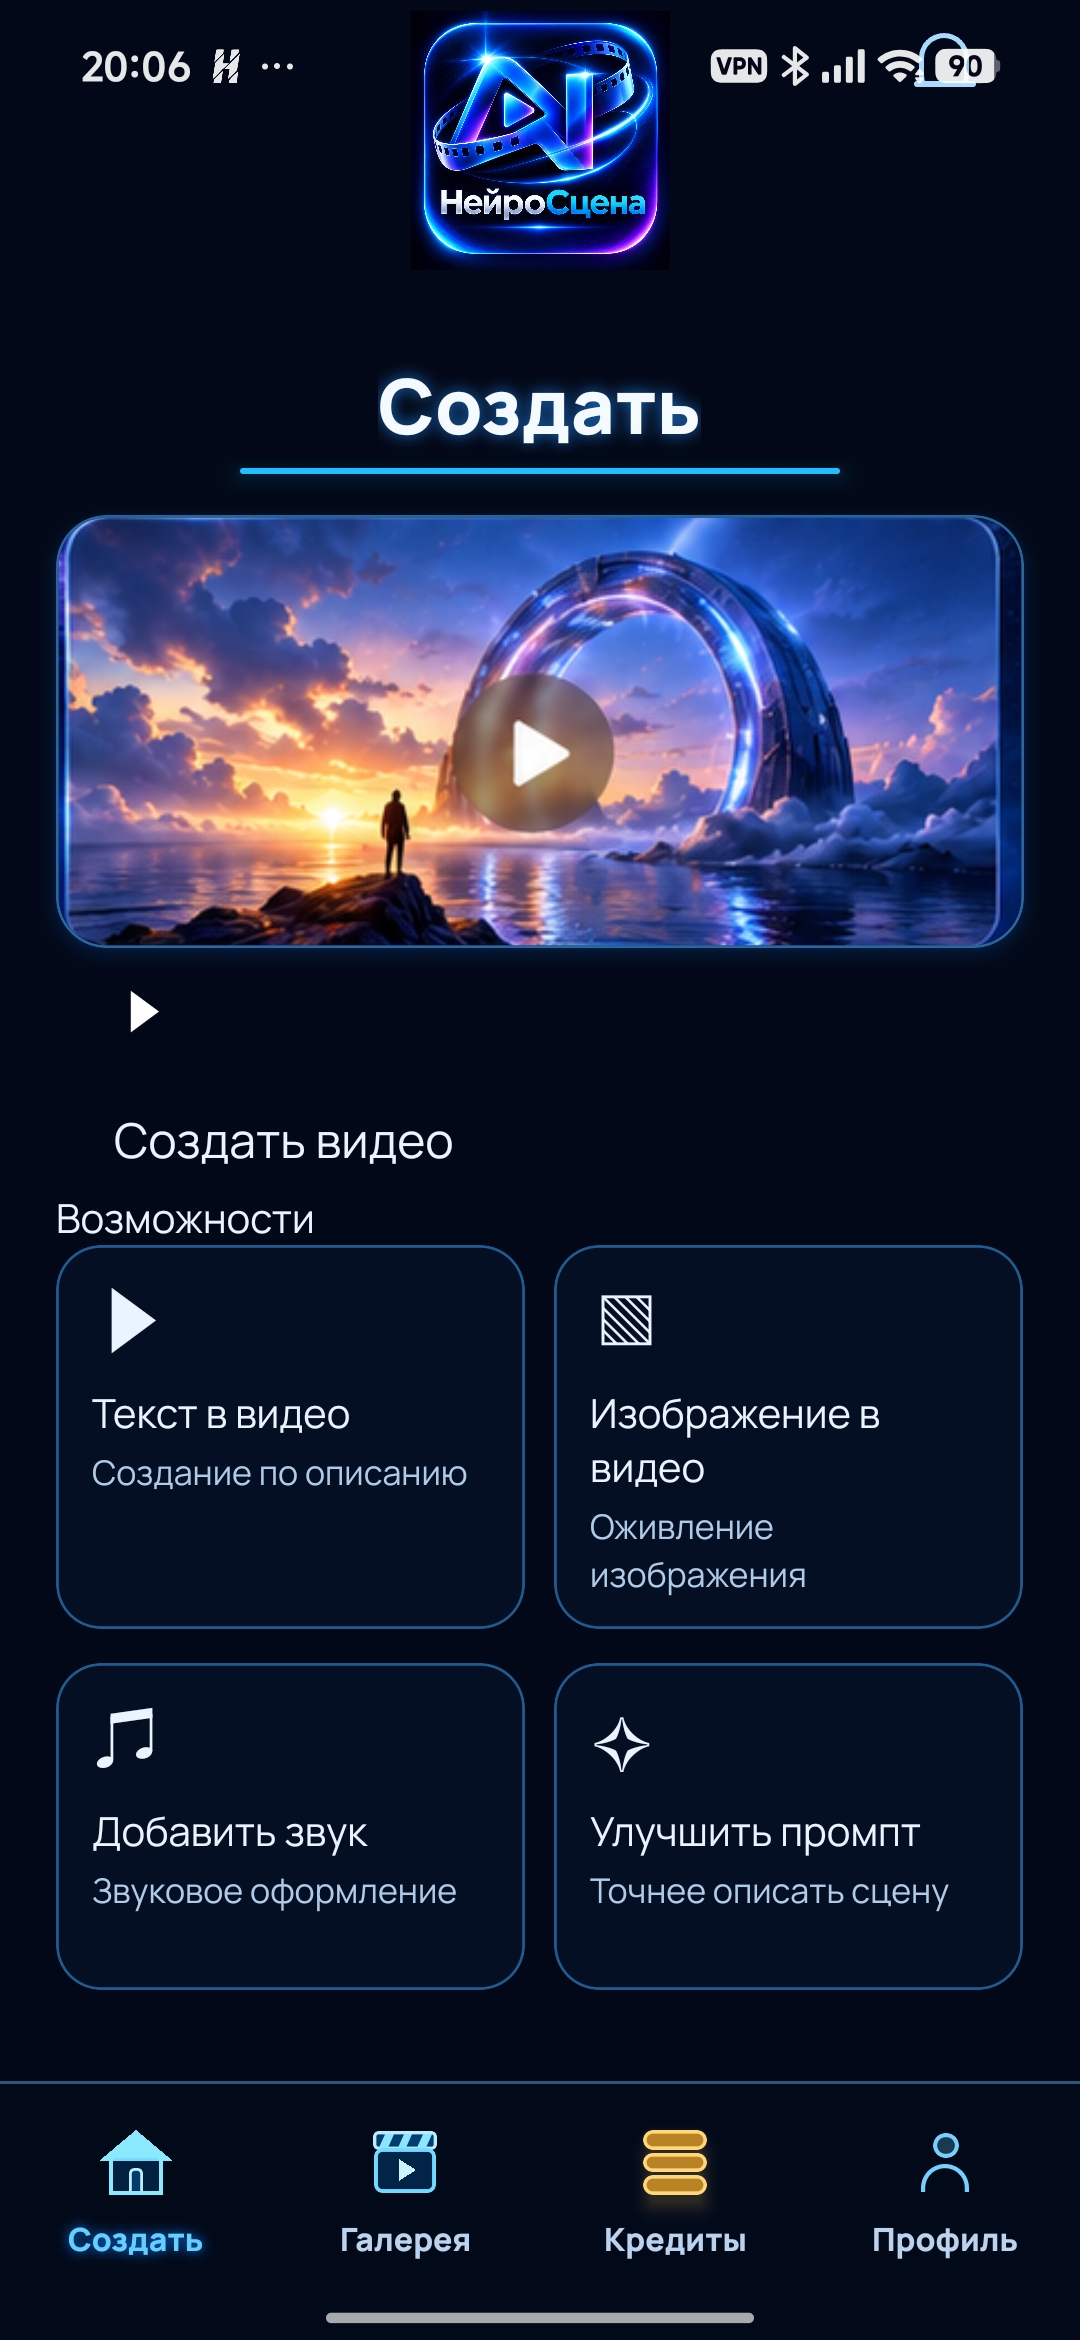 20:06
VPN
90
НейроСцена
Создать
Создать видео
Возможности
Текст в видео
Создание по описанию
Изображение в
видео
Оживление
изображения
Добавить звук
Звуковое оформление
Улучшить промпт
Точнее описать сцену
Создать
Галерея
Кредиты
Профиль